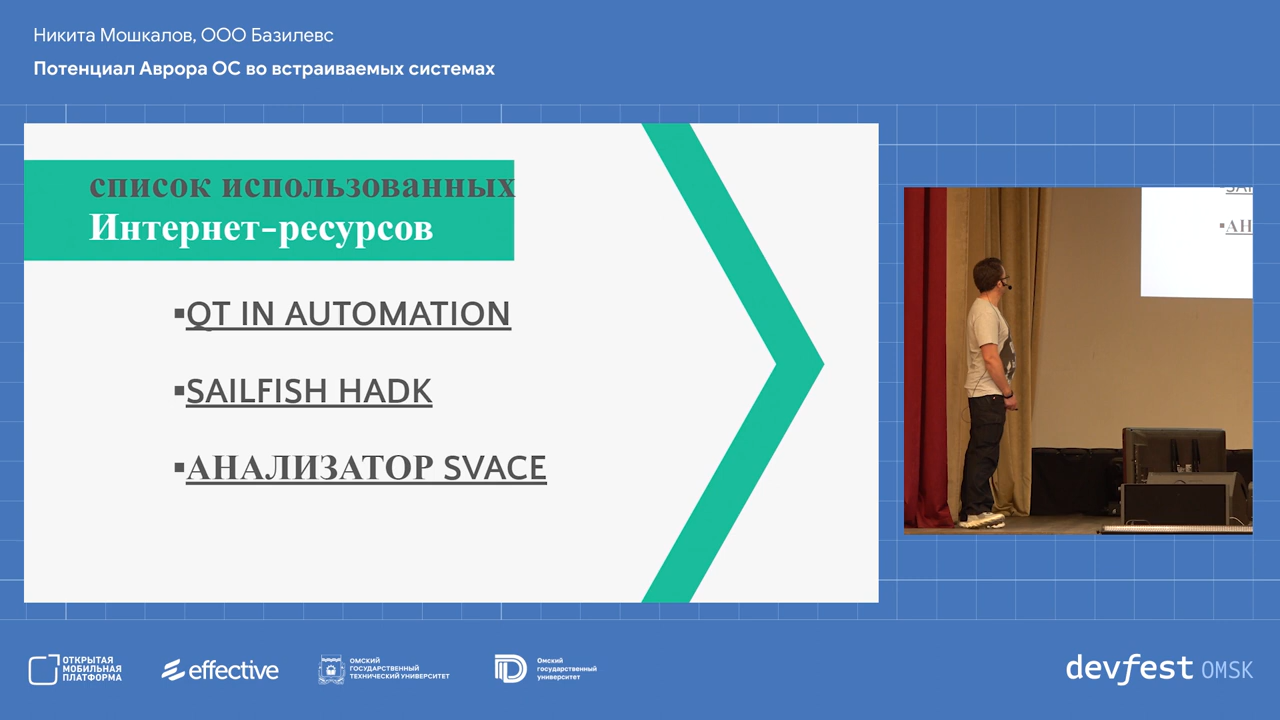 Никита Мошкалов, ООО Базилевс
Потенциал Аврора ОС во встраиваемых системах
список использованных
Интернет-ресурсов
▪QT IN AUTOMATION
▪SAILFISH HADK
▪АНАЛИЗАТОР SVACE
▪АН
ОТКРЫТАЯ
МОБИЛЬНАЯ
ПЛАТФОРМА
effective
ОМСКИЙ
ГОСУДАРСТВЕННЫЙ
ТЕХНИЧЕСКИЙ УНИВЕРСИТЕТ
Омский
государственный
университет
devfest OMSK